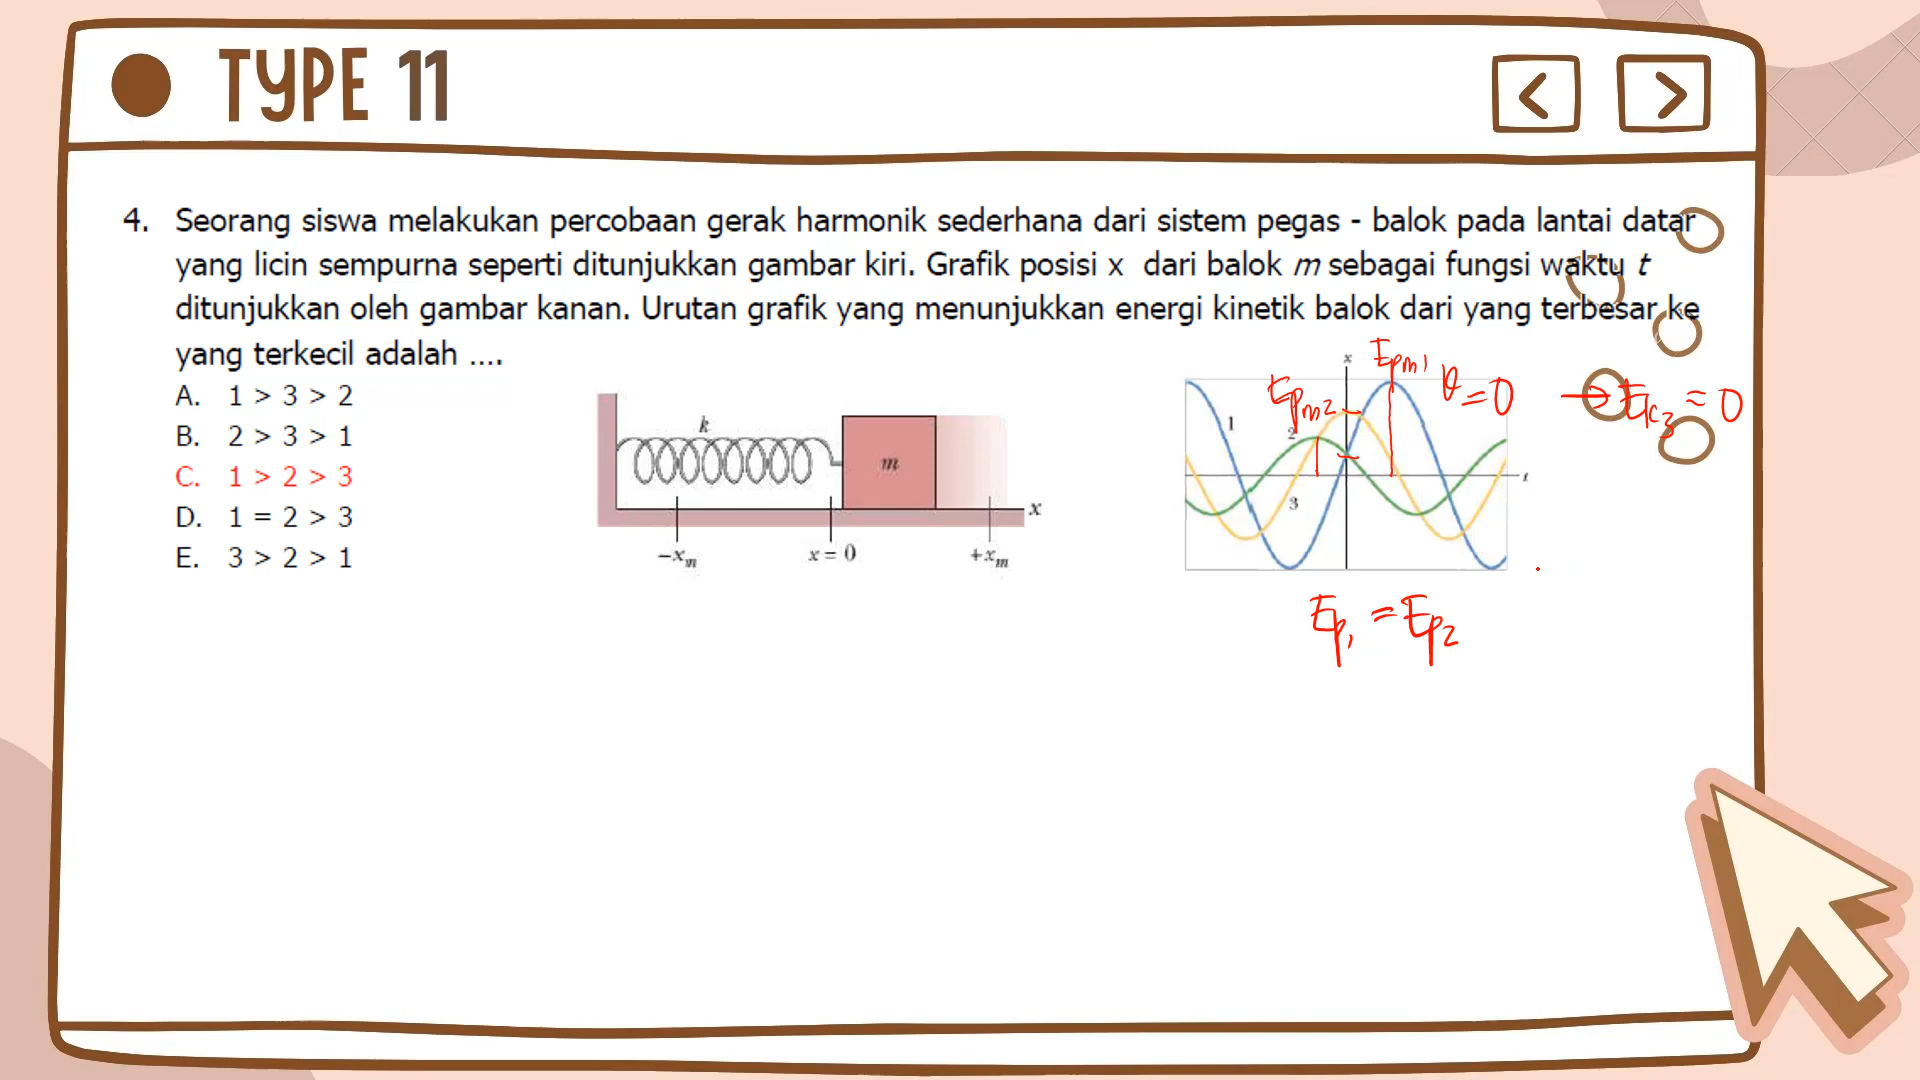 TYPE 11
4. Seorang siswa melakukan percobaan gerak harmonik sederhana dari sistem pegas - balok pada lantai datar
yang licin sempurna seperti ditunjukkan gambar kiri. Grafik posisi x dari balok m sebagai fungsi waktu t
ditunjukkan oleh gambar kanan. Urutan grafik yang menunjukkan energi kinetik balok dari yang terbesar ke
yang terkecil adalah ....
A. 1 > 3 > 2
B. 2 > 3 > 1
C. 1 > 2 > 3
D. 1 = 2 > 3
E. 3 > 2 > 1
k
m
x
−xm
x = 0
+xm
x
Epm1
Epm2
= 0 → Ek3 = 0
1
2
3
t
Ep1 = Ep2